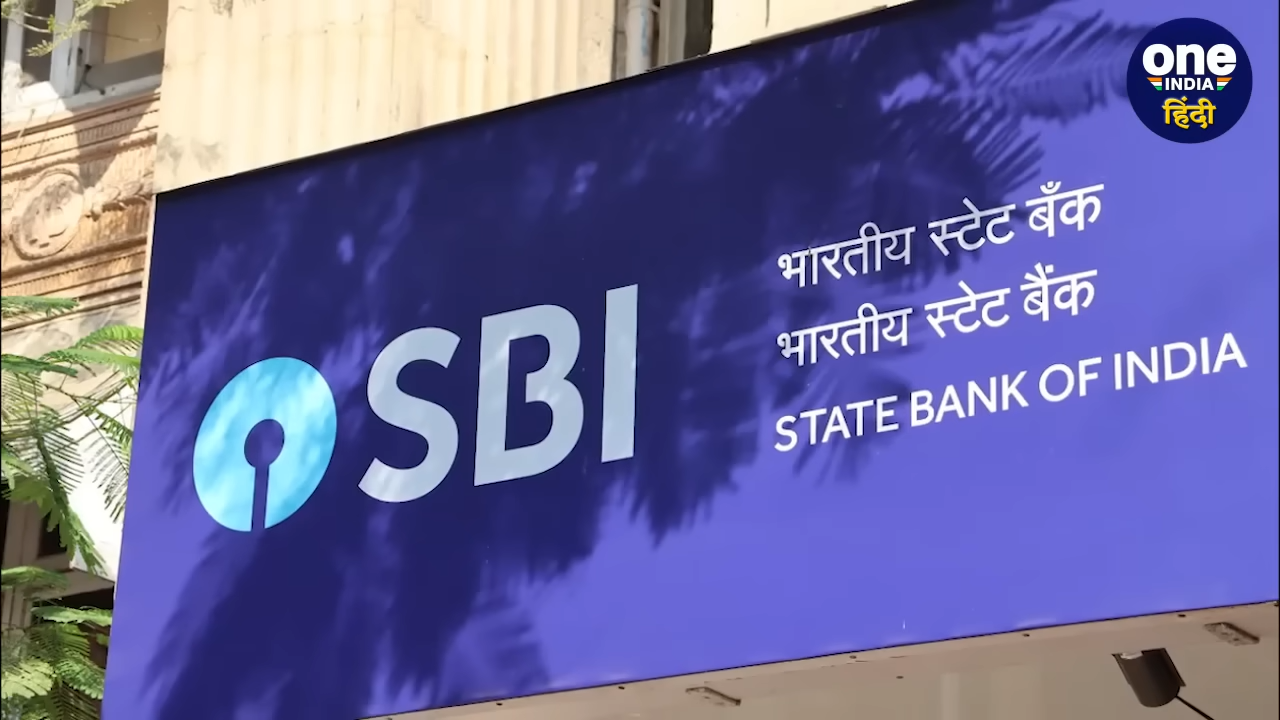 SBI
भारतीय स्टेट बँक
भारतीय स्टेट बैंक
STATE BANK OF INDIA
one
INDIA
हिंदी